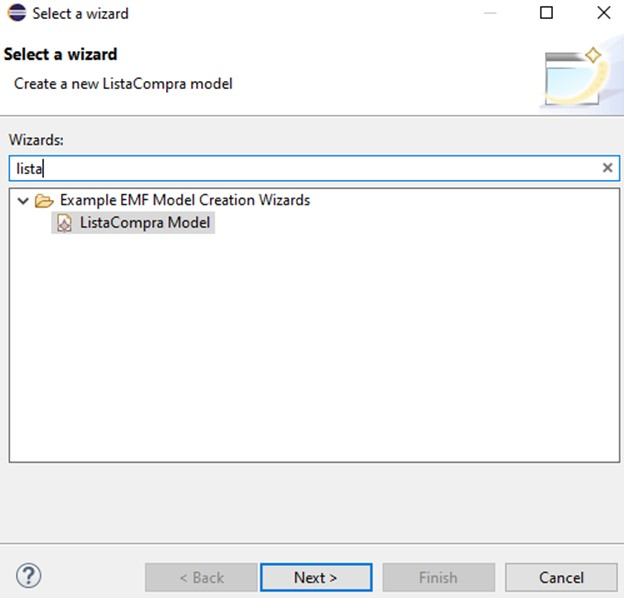 Select a wizard
Select a wizard
Create a new ListaCompra model
Wizards:
lista
Example EMF Model Creation Wizards
ListaCompra Model
?
< Back
Next >
Finish
Cancel